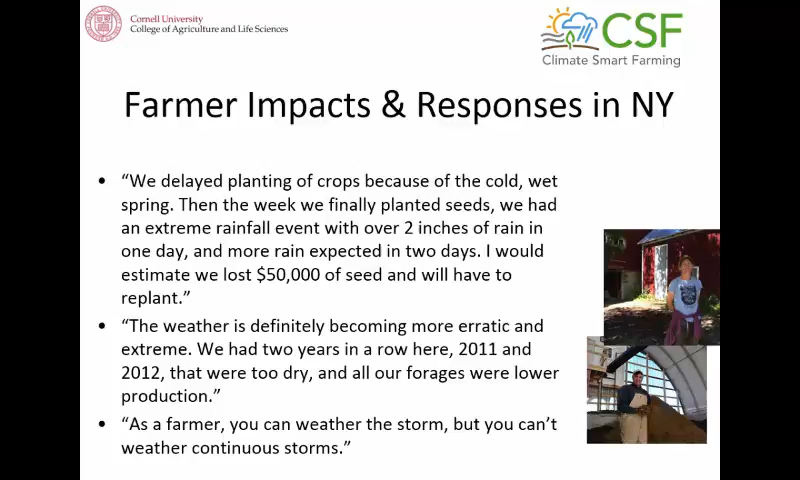 Cornell University
College of Agriculture and Life Sciences
CSF
Climate Smart Farming
Farmer Impacts & Responses in NY
• “We delayed planting of crops because of the cold, wet
spring. Then the week we finally planted seeds, we had
an extreme rainfall event with over 2 inches of rain in
one day, and more rain expected in two days. I would
estimate we lost $50,000 of seed and will have to
replant.”
• “The weather is definitely becoming more erratic and
extreme. We had two years in a row here, 2011 and
2012, that were too dry, and all our forages were lower
production.”
• “As a farmer, you can weather the storm, but you can’t
weather continuous storms.”